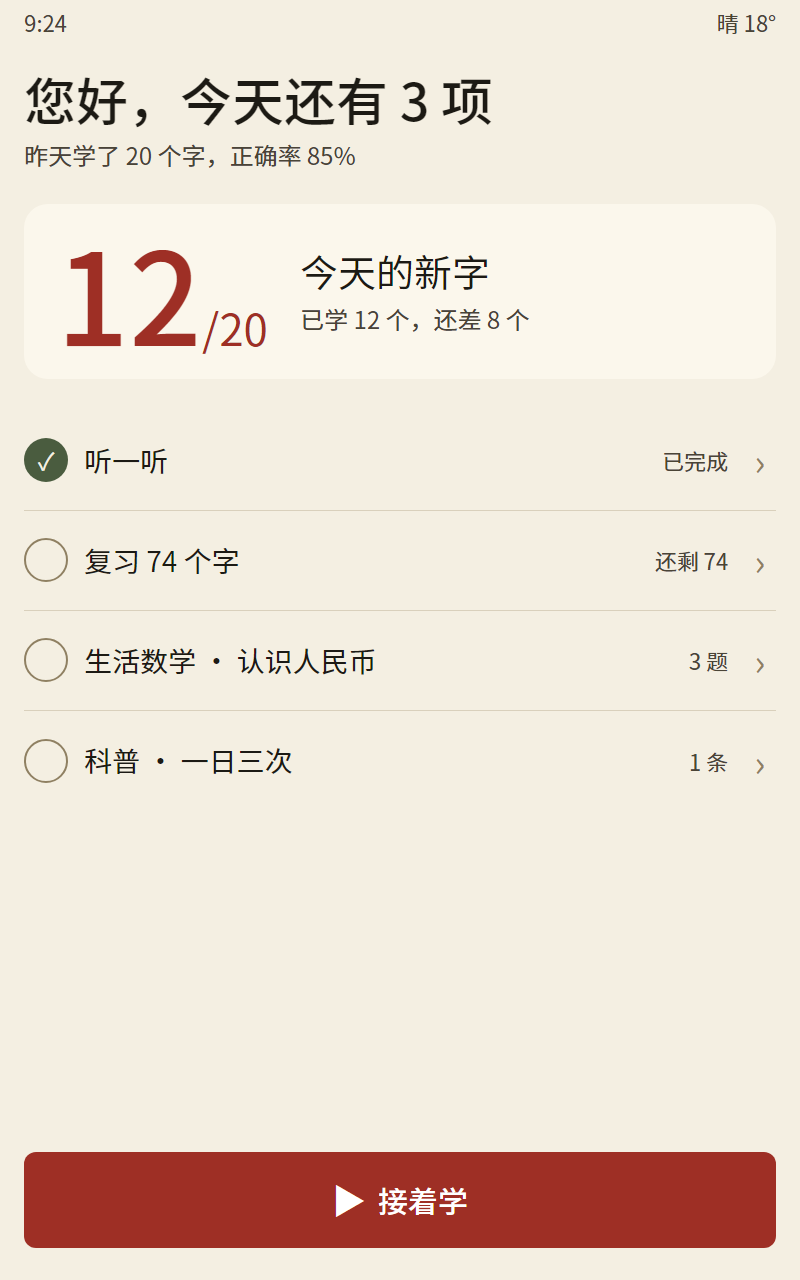 9:24 晴 18°
您好，今天还有 3 项
昨天学了 20 个字，正确率 85%
12/20
今天的新字
已学 12 个，还差 8 个
✓ 听一听 已完成 ›
复习 74 个字 还剩 74 ›
生活数学 · 认识人民币 3 题 ›
科普 · 一日三次 1 条 ›
▶ 接着学